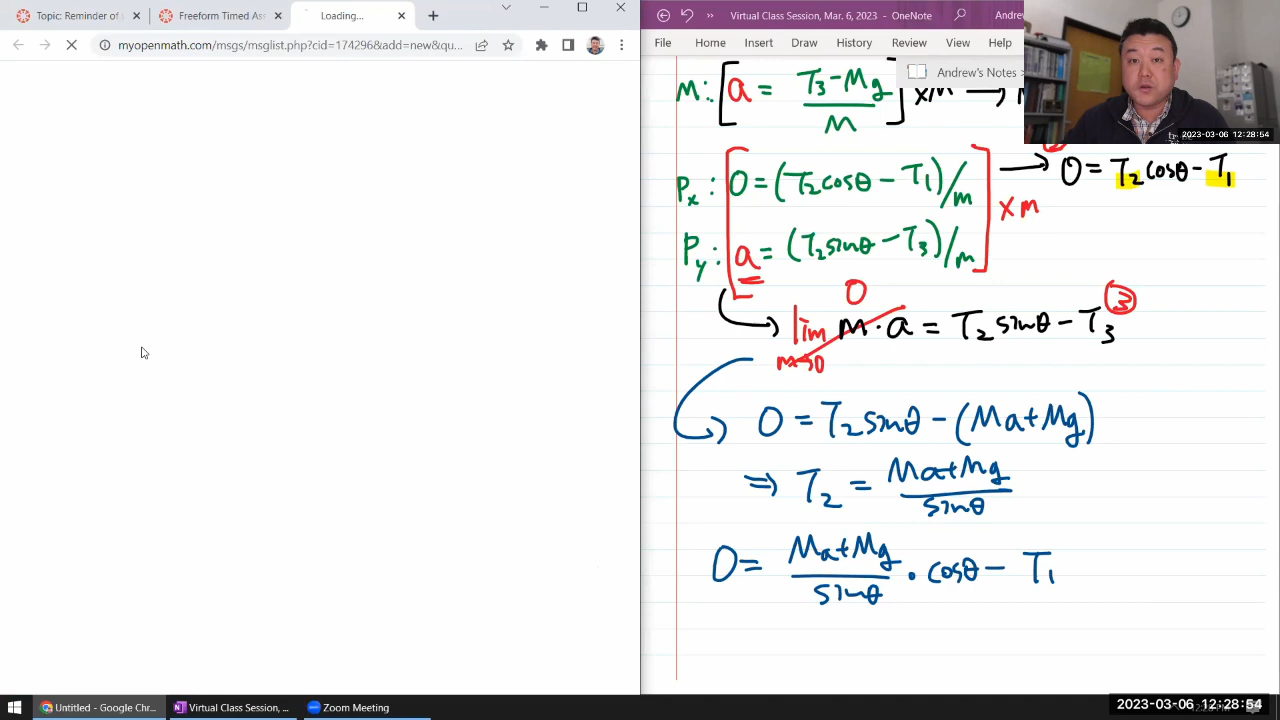 Topic Reminder of
Freeform Timed As
Loading...
myopenmath.com/msgs/msglist.php?cid=174296&add=new&qu...
Virtual Class Session, Mar. 6, 2023 - OneNote
Andre
File Home Insert Draw History Review View Help
Andrew's Notes >
2023-03-06 12:28:54
M: [a = (T₃ - Mg)/M] × M →
Pₓ: 0 = (T₂cosθ - T₁)/m → 0 = T₂cosθ - T₁
× m
Pᵧ: a = (T₂sinθ - T₃)/m
0
lim m→0 m · a = T₂ sinθ - T₃ ③
0 = T₂sinθ - (Ma+Mg)
⇒ T₂ = (Ma+Mg)/sinθ
0 = (Ma+Mg)/sinθ · cosθ - T₁
Untitled - Google Chr...
Virtual Class Session, ...
Zoom Meeting
2023-03-06 12:28:54